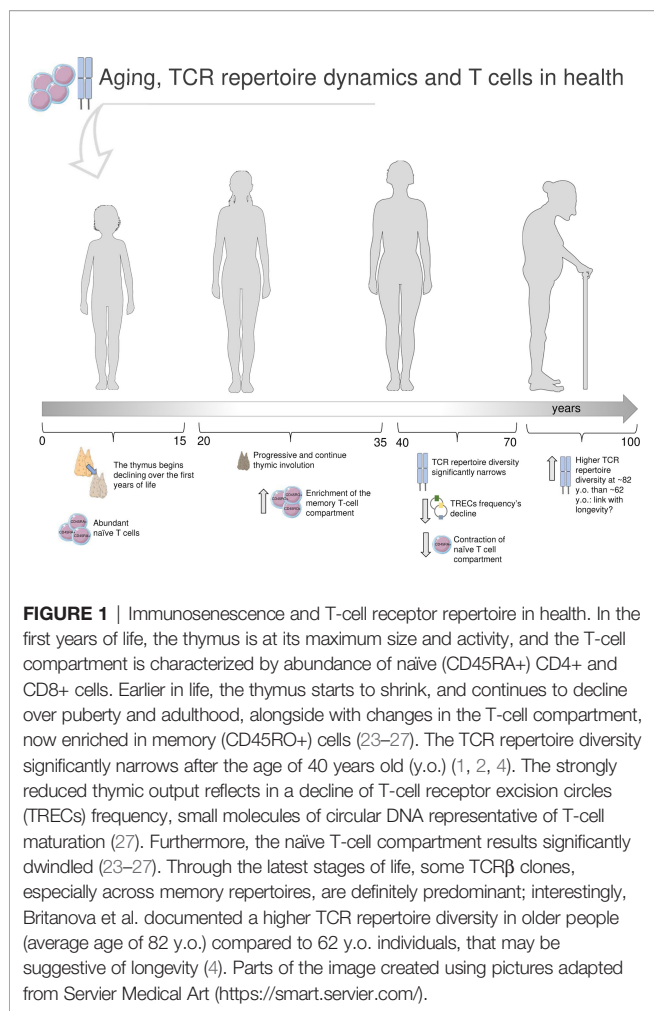 Aging, TCR repertoire dynamics and T cells in health
years
0
15
20
35
40
70
100
The thymus begins
declining over the first
years of life
CD45RA+
CD45RA+
CD45RA+
Abundant
naïve T cells
Progressive and continue
thymic involution
CD45RO+
CD45RO+
CD45RO+
Enrichment of the
memory T-cell
compartment
TCR repertoire diversity
significantly narrows
TRECs frequency's
decline
CD45RA+
Contraction of
naïve T cell
compartment
Higher TCR
repertoire
diversity at ~82
y.o. than ~62
y.o.: link with
longevity?
FIGURE 1 | Immunosenescence and T-cell receptor repertoire in health. In the
first years of life, the thymus is at its maximum size and activity, and the T-cell
compartment is characterized by abundance of naïve (CD45RA+) CD4+ and
CD8+ cells. Earlier in life, the thymus starts to shrink, and continues to decline
over puberty and adulthood, alongside with changes in the T-cell compartment,
now enriched in memory (CD45RO+) cells (23–27). The TCR repertoire diversity
significantly narrows after the age of 40 years old (y.o.) (1, 2, 4). The strongly
reduced thymic output reflects in a decline of T-cell receptor excision circles
(TRECs) frequency, small molecules of circular DNA representative of T-cell
maturation (27). Furthermore, the naïve T-cell compartment results significantly
dwindled (23–27). Through the latest stages of life, some TCRβ clones,
especially across memory repertoires, are definitely predominant; interestingly,
Britanova et al. documented a higher TCR repertoire diversity in older people
(average age of 82 y.o.) compared to 62 y.o. individuals, that may be
suggestive of longevity (4). Parts of the image created using pictures adapted
from Servier Medical Art (https://smart.servier.com/).